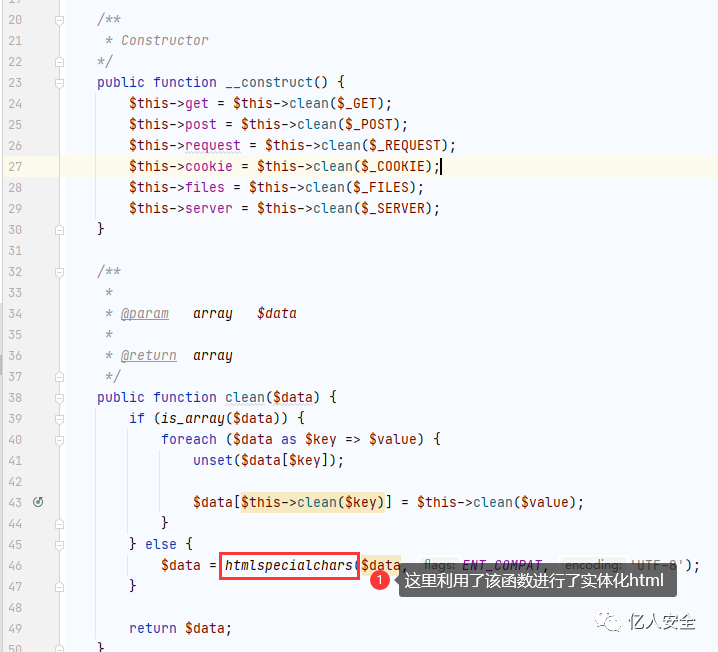 20 /**
21 * Constructor
22 */
23 public function __construct() {
24 $this->get = $this->clean($_GET);
25 $this->post = $this->clean($_POST);
26 $this->request = $this->clean($_REQUEST);
27 $this->cookie = $this->clean($_COOKIE);
28 $this->files = $this->clean($_FILES);
29 $this->server = $this->clean($_SERVER);
30 }
31
32 /**
33 *
34 * @param array $data
35 *
36 * @return array
37 */
38 public function clean($data) {
39 if (is_array($data)) {
40 foreach ($data as $key => $value) {
41 unset($data[$key]);
42
43 $data[$this->clean($key)] = $this->clean($value);
44 }
45 } else {
46 $data = htmlspecialchars($data, flags: ENT_COMPAT, encoding: 'UTF-8');
1 这里利用了该函数进行了实体化html
47 }
48
49 return $data;
50 }
亿人安全